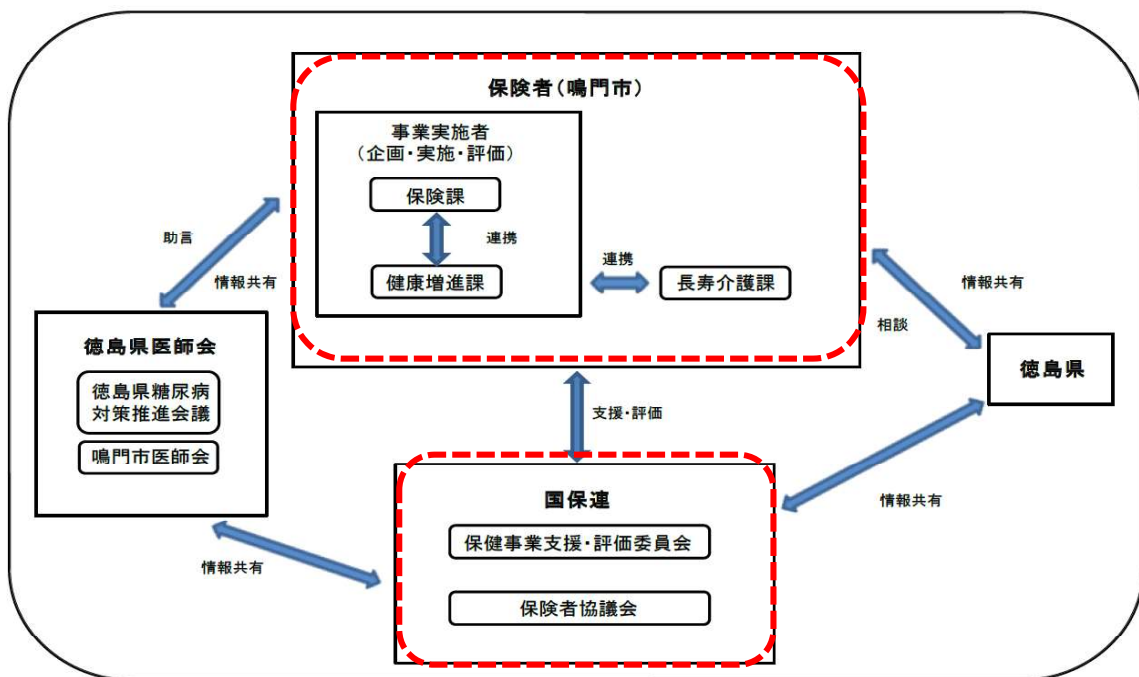 保険者(鳴門市)
事業実施者
(企画・実施・評価)
保険課
連携
健康増進課
連携
長寿介護課
助言
情報共有
情報共有
相談
徳島県医師会
徳島県糖尿病
対策推進会議
鳴門市医師会
徳島県
支援・評価
国保連
保健事業支援・評価委員会
保険者協議会
情報共有
情報共有